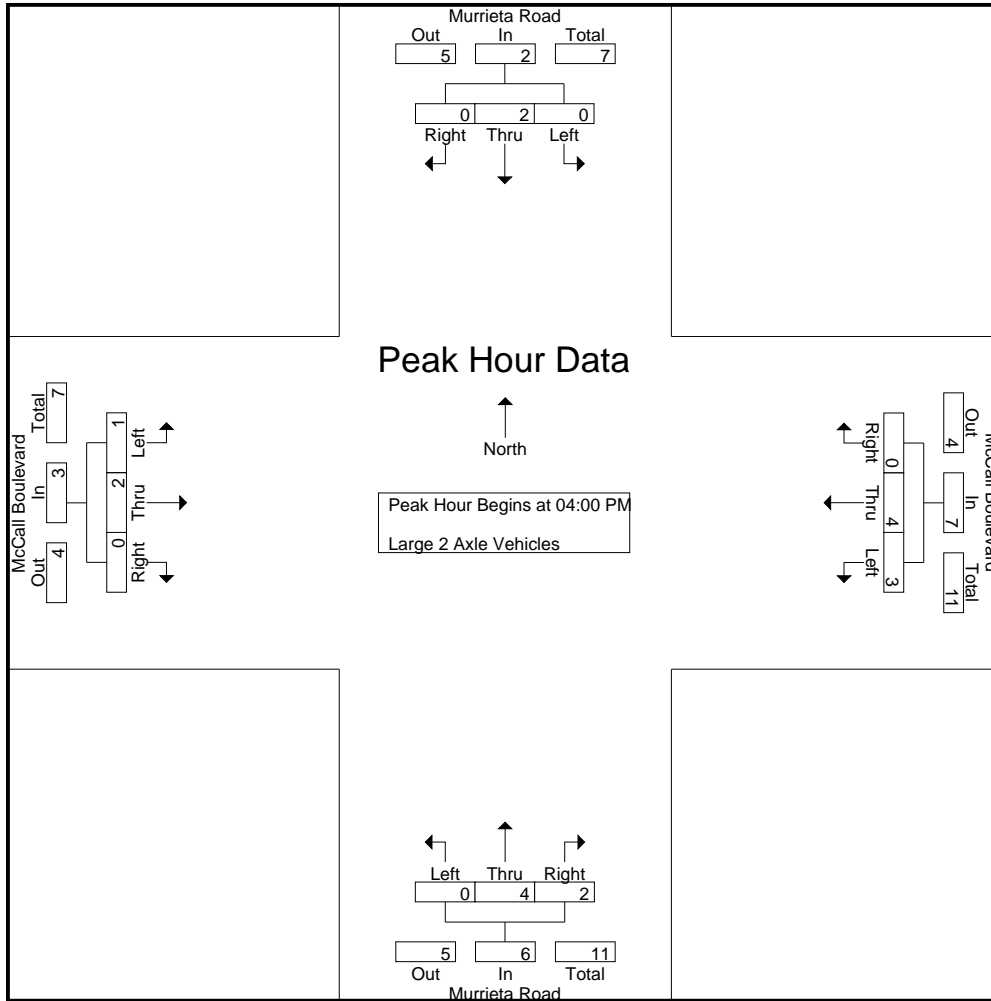 Murrieta Road
Out In Total
5 2 7
0 2 0
Right Thru Left
Peak Hour Data
North
Peak Hour Begins at 04:00 PM
Large 2 Axle Vehicles
McCall Boulevard
Total In Out
7 3 4
1 2 0
Left Thru Right
McCall Boulevard
Out In Total
4 7 11
0 4 3
Right Thru Left
Left Thru Right
0 4 2
5 6 11
Out In Total
Murrieta Road